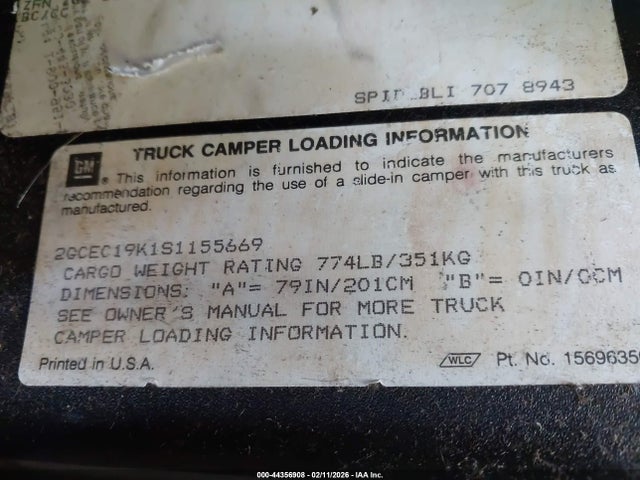 SPID BLI 707 8943
TRUCK CAMPER LOADING INFORMATION
GM ® This information is furnished to indicate the manufacturers
recommendation regarding the use of a slide-in camper with this truck as
manufactured.
2GCEC19K1S1155669
CARGO WEIGHT RATING 774LB/351KG
DIMENSIONS: "A"= 79IN/201CM "B"= 0IN/0CM
SEE OWNER'S MANUAL FOR MORE TRUCK
CAMPER LOADING INFORMATION.
Printed in U.S.A. WLC Pt. No. 1569635
000-44356908 - 02/11/2026 - IAA Inc.